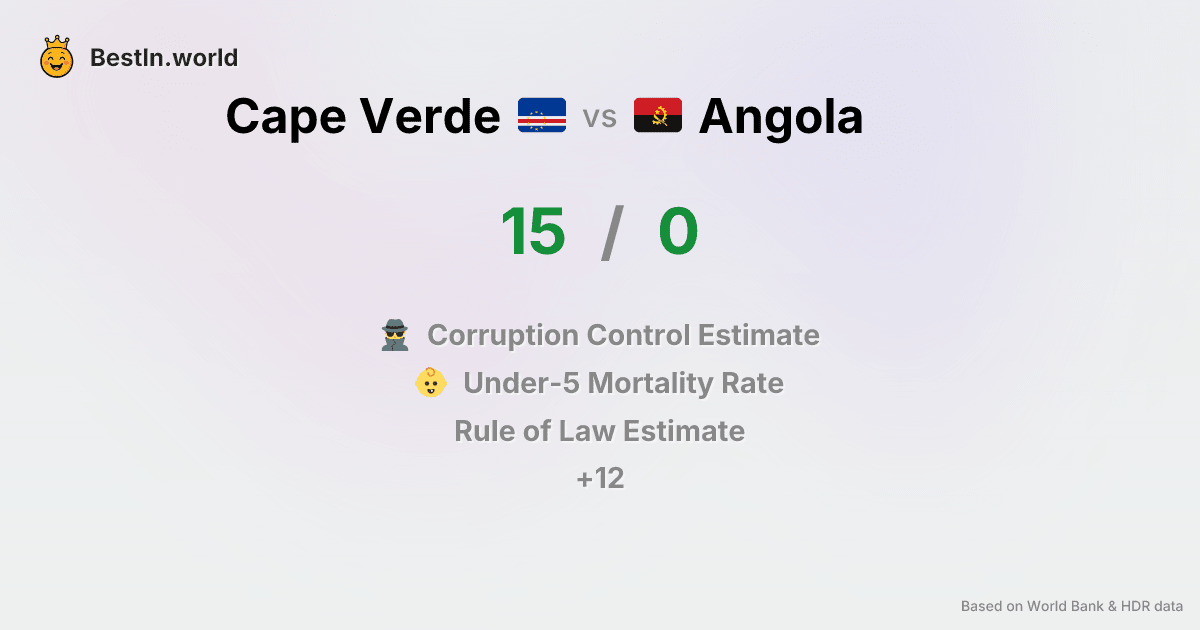 BestIn.world
Cape Verde vs Angola
15 / 0
Corruption Control Estimate
Under-5 Mortality Rate
Rule of Law Estimate
+12
Based on World Bank & HDR data